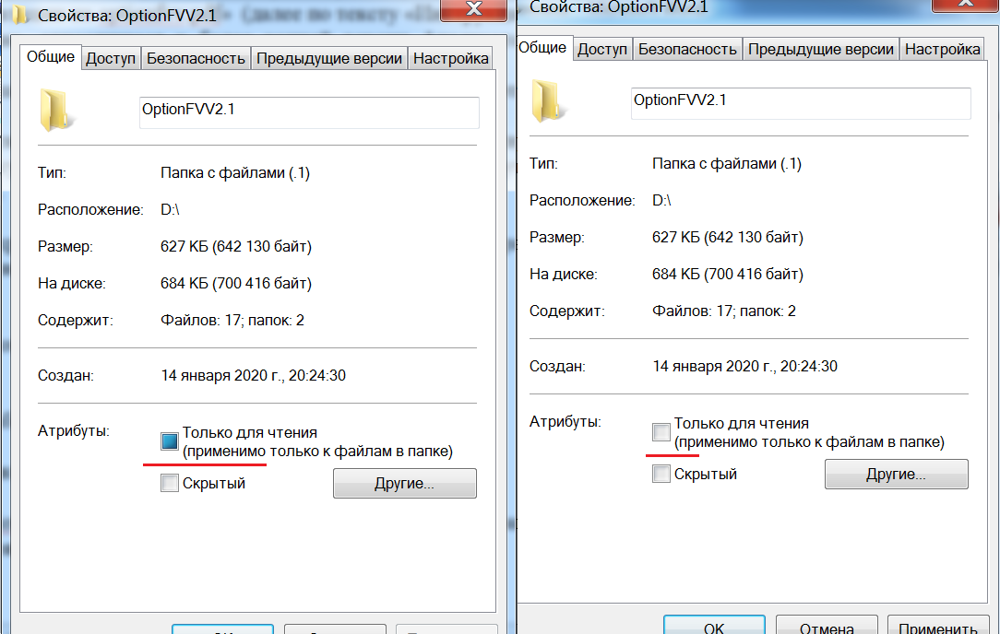 Свойства: OptionFVV2.1
Общие Доступ Безопасность Предыдущие версии Настройка
OptionFVV2.1
Тип: Папка с файлами (.1)
Расположение: D:\
Размер: 627 КБ (642 130 байт)
На диске: 684 КБ (700 416 байт)
Содержит: Файлов: 17; папок: 2
Создан: 14 января 2020 г., 20:24:30
Атрибуты: Только для чтения
(применимо только к файлам в папке)
Скрытый Другие...
Свойства: OptionFVV2.1
Общие Доступ Безопасность Предыдущие версии Настройка
OptionFVV2.1
Тип: Папка с файлами (.1)
Расположение: D:\
Размер: 627 КБ (642 130 байт)
На диске: 684 КБ (700 416 байт)
Содержит: Файлов: 17; папок: 2
Создан: 14 января 2020 г., 20:24:30
Атрибуты: Только для чтения
(применимо только к файлам в папке)
Скрытый Другие...
ОК Отмена Применить